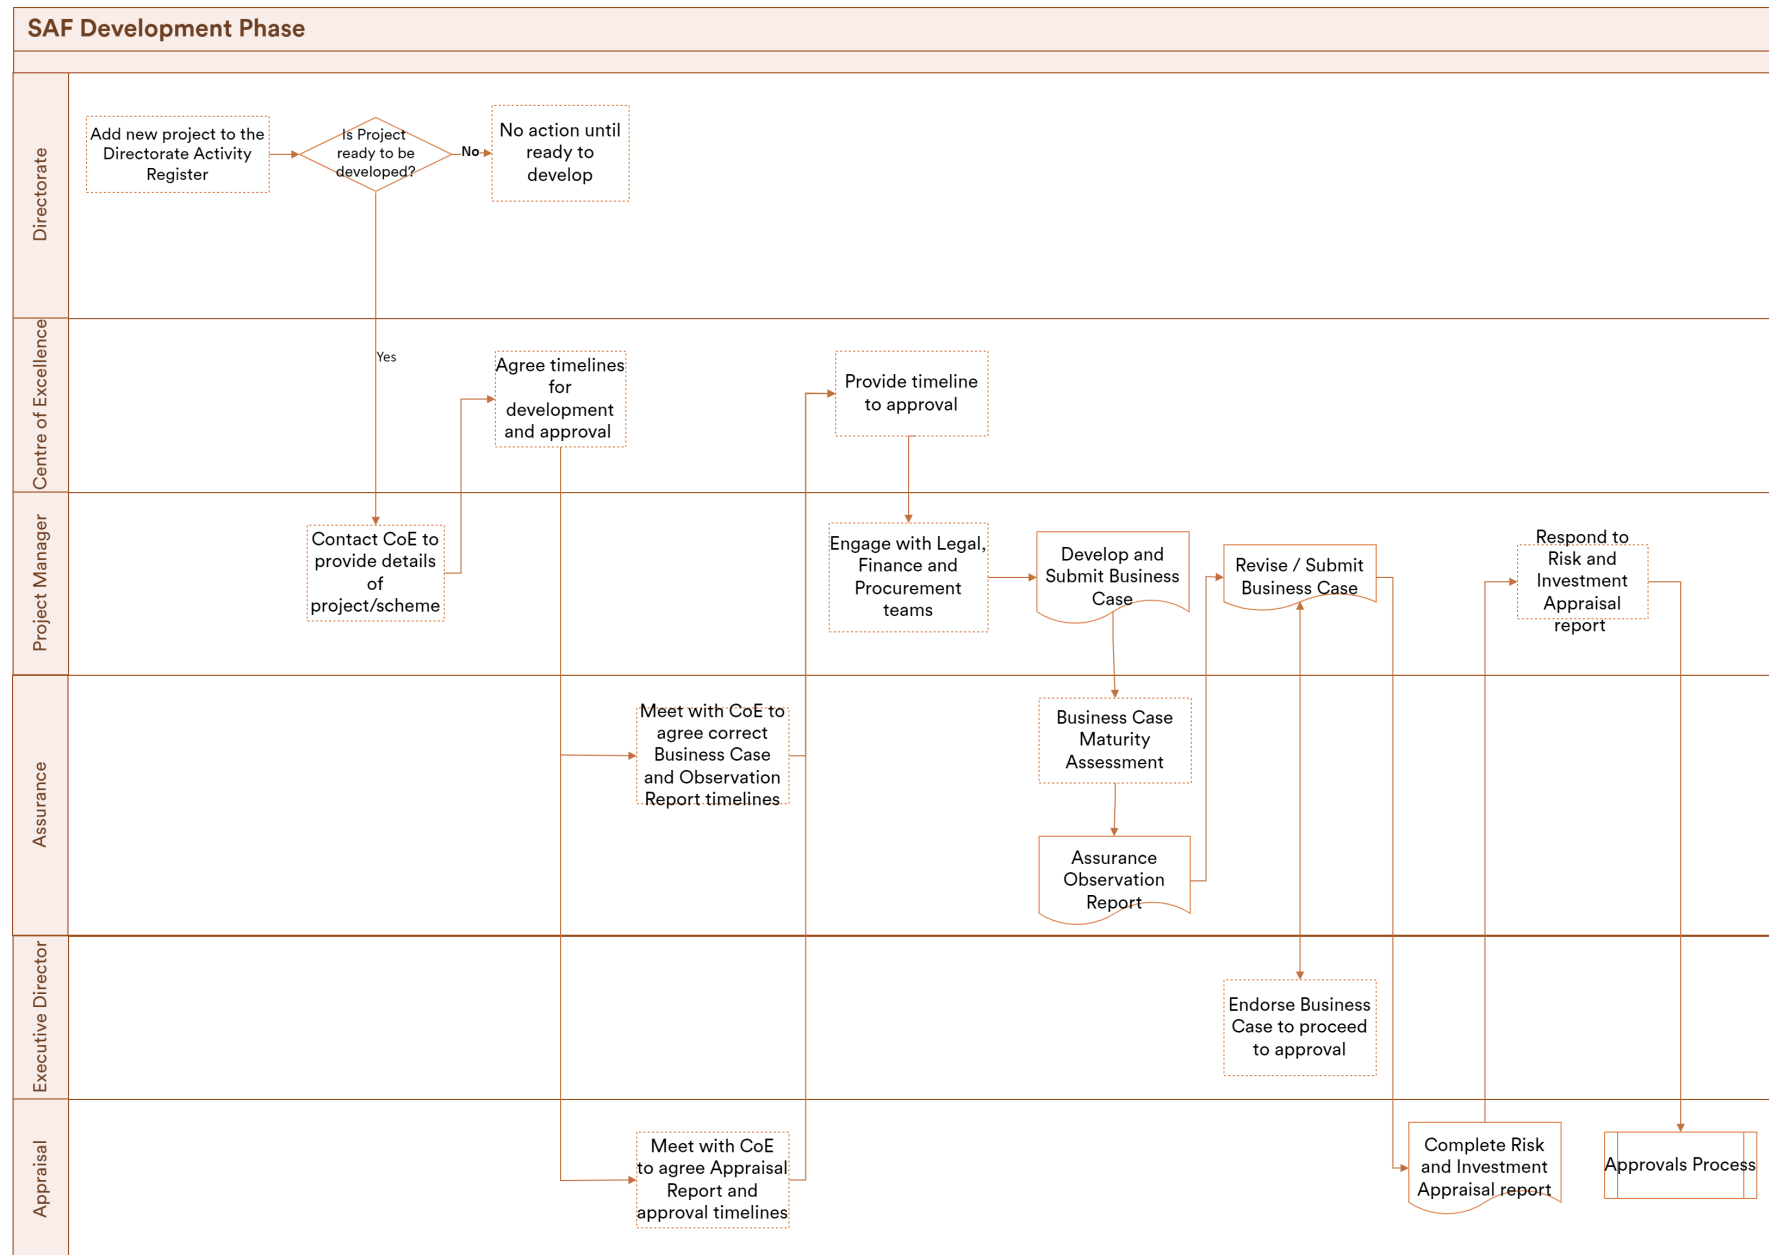 SAF Development Phase
Directorate
Add new project to the
Directorate Activity
Register
Is Project
ready to be
developed?
No
No action until
ready to
develop
Centre of Excellence
Yes
Agree timelines
for
development
and approval
Provide timeline
to approval
Project Manager
Contact CoE to
provide details
of
project/scheme
Engage with Legal,
Finance and
Procurement
teams
Develop and
Submit Business
Case
Revise / Submit
Business Case
Respond to
Risk and
Investment
Appraisal
report
Assurance
Meet with CoE to
agree correct
Business Case
and Observation
Report timelines
Business Case
Maturity
Assessment
Assurance
Observation
Report
Executive Director
Endorse Business
Case to proceed
to approval
Appraisal
Meet with CoE
to agree Appraisal
Report and
approval timelines
Complete Risk
and Investment
Appraisal report
Approvals Process